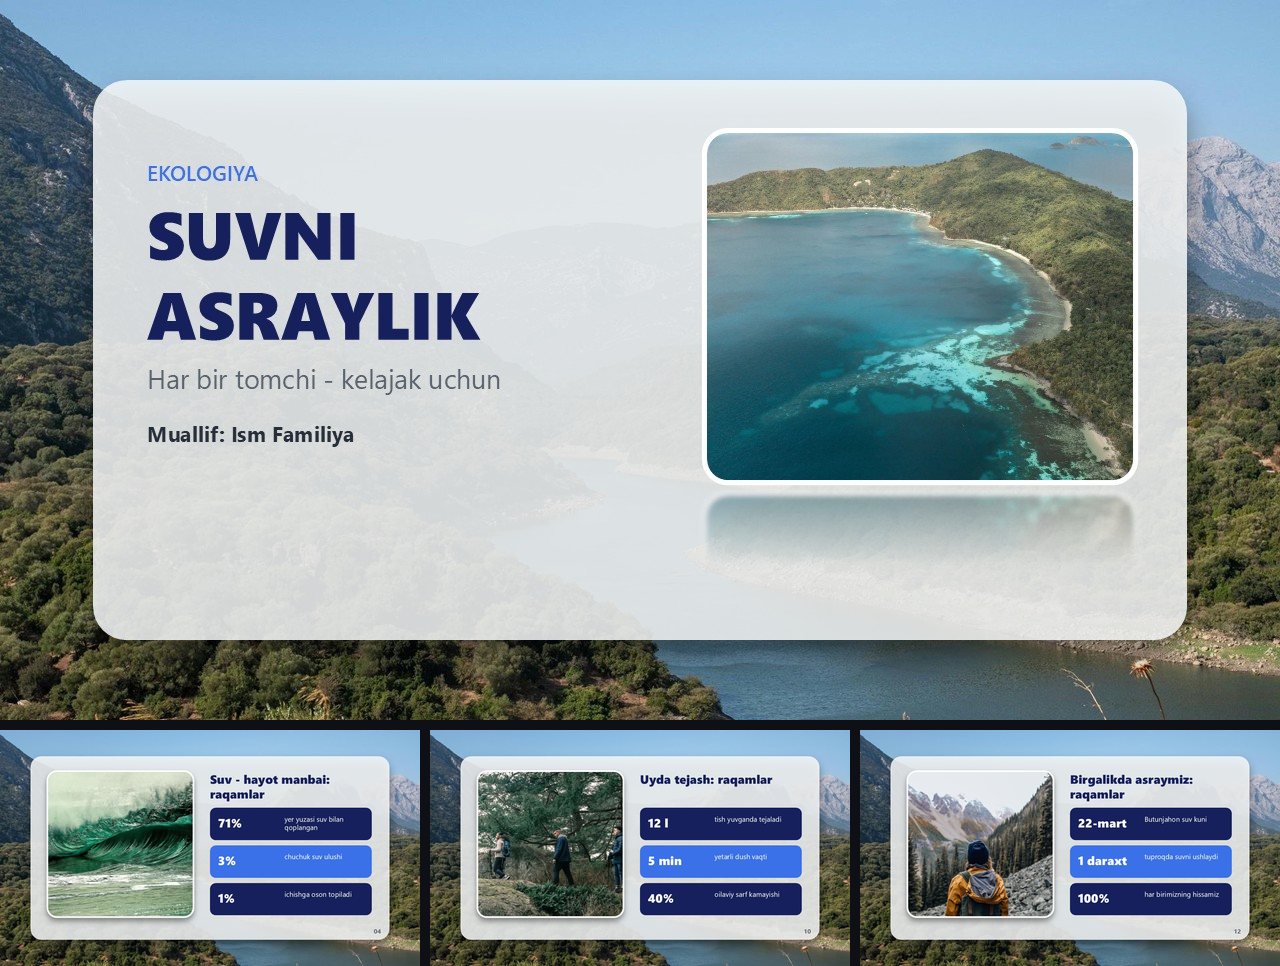 EKOLOGIYA
SUVNI
ASRAYLIK
Har bir tomchi - kelajak uchun
Muallif: Ism Familiya
Suv - hayot manbai:
raqamlar
71%
yer yuzasi suv bilan
qoplangan
3%
chuchuk suv ulushi
1%
ichishga oson topiladi
04
Uyda tejash: raqamlar
12 l
tish yuvganda tejaladi
5 min
yetarli dush vaqti
40%
oilaviy sarf kamayishi
10
Birgalikda asraymiz:
raqamlar
22-mart
Butunjahon suv kuni
1 daraxt
tuproqda suvni ushlaydi
100%
har birimizning hissamiz
12